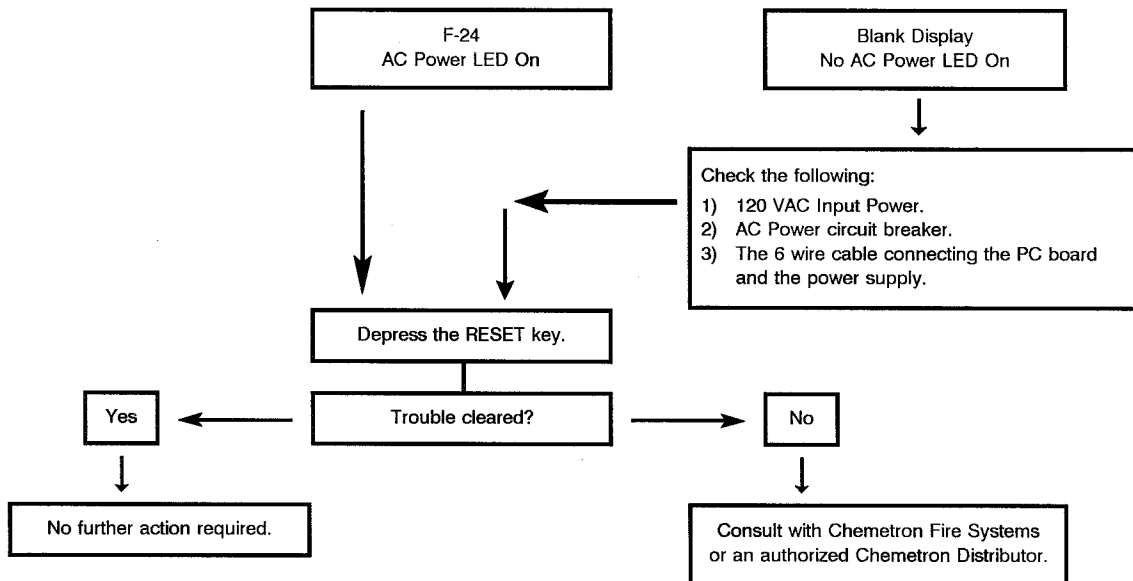 F-24
AC Power LED On
Blank Display
No AC Power LED On
Check the following:
1) 120 VAC Input Power.
2) AC Power circuit breaker.
3) The 6 wire cable connecting the PC board
and the power supply.
Depress the RESET key.
Trouble cleared?
Yes
No
No further action required.
Consult with Chemetron Fire Systems
or an authorized Chemetron Distributor.